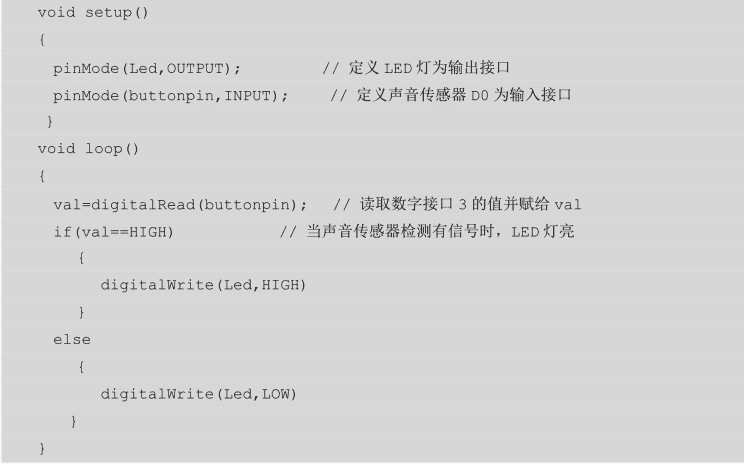 void setup()
{
pinMode(Led,OUTPUT); // 定义 LED 灯为输出接口
pinMode(buttonpin,INPUT); // 定义声音传感器 D0 为输入接口
}
void loop()
{
val=digitalRead(buttonpin); // 读取数字接口 3 的值并赋给 val
if(val==HIGH) // 当声音传感器检测有信号时，LED 灯亮
{
digitalWrite(Led,HIGH)
}
else
{
digitalWrite(Led,LOW)
}
}